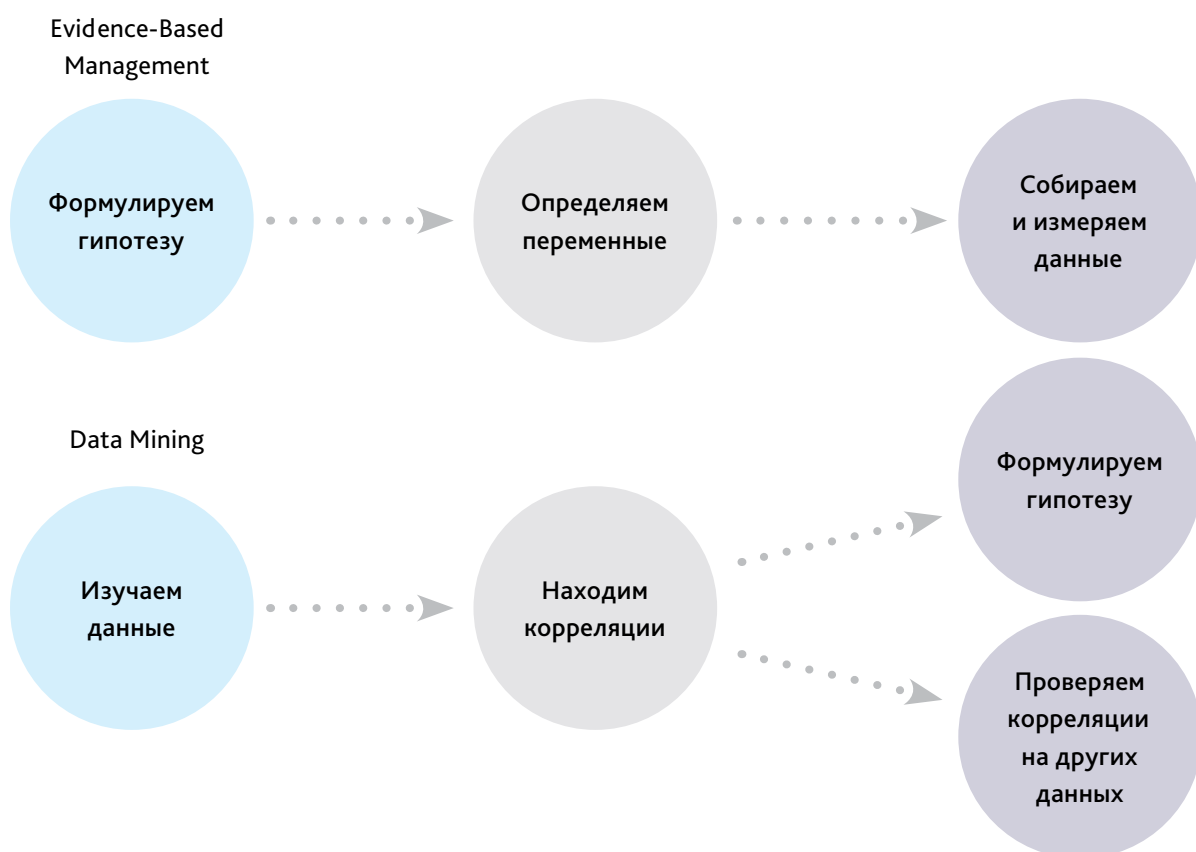 Evidence-Based
Management
Формулируем
гипотезу
Определяем
переменные
Собираем
и измеряем
данные
Data Mining
Изучаем
данные
Находим
корреляции
Формулируем
гипотезу
Проверяем
корреляции
на других
данных